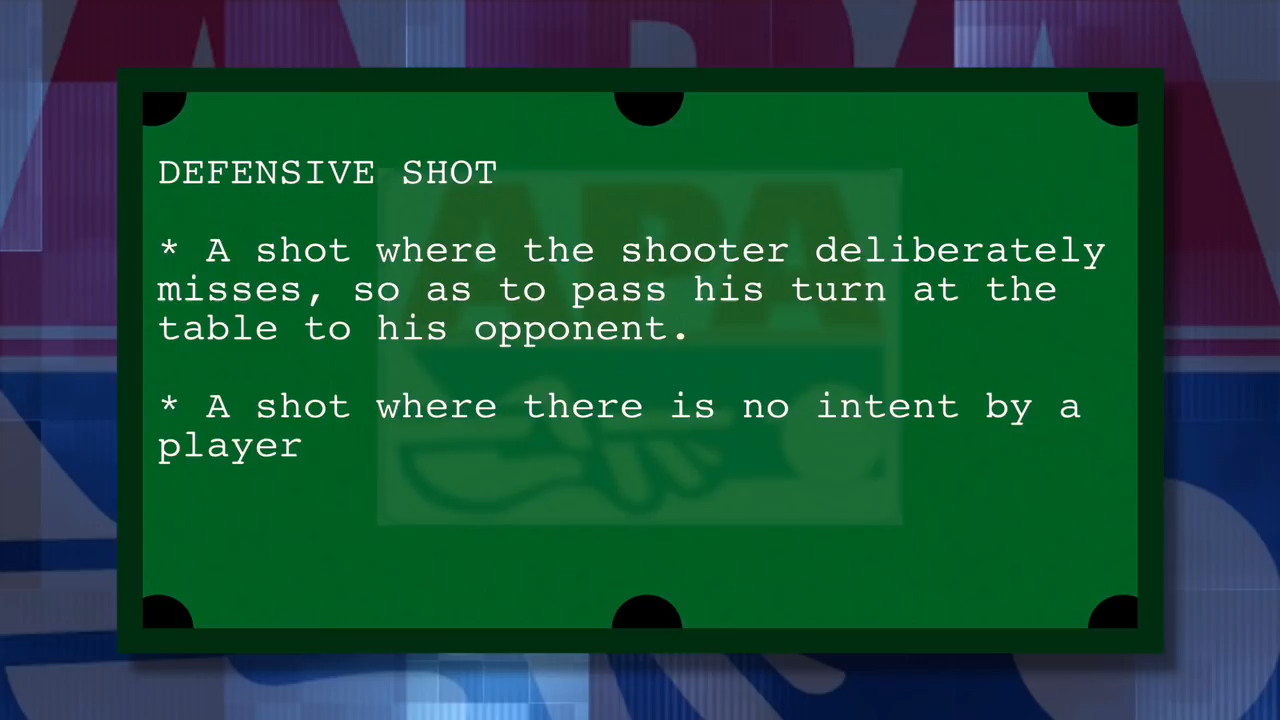 DEFENSIVE SHOT
* A shot where the shooter deliberately
misses, so as to pass his turn at the
table to his opponent.
* A shot where there is no intent by a
player
APA